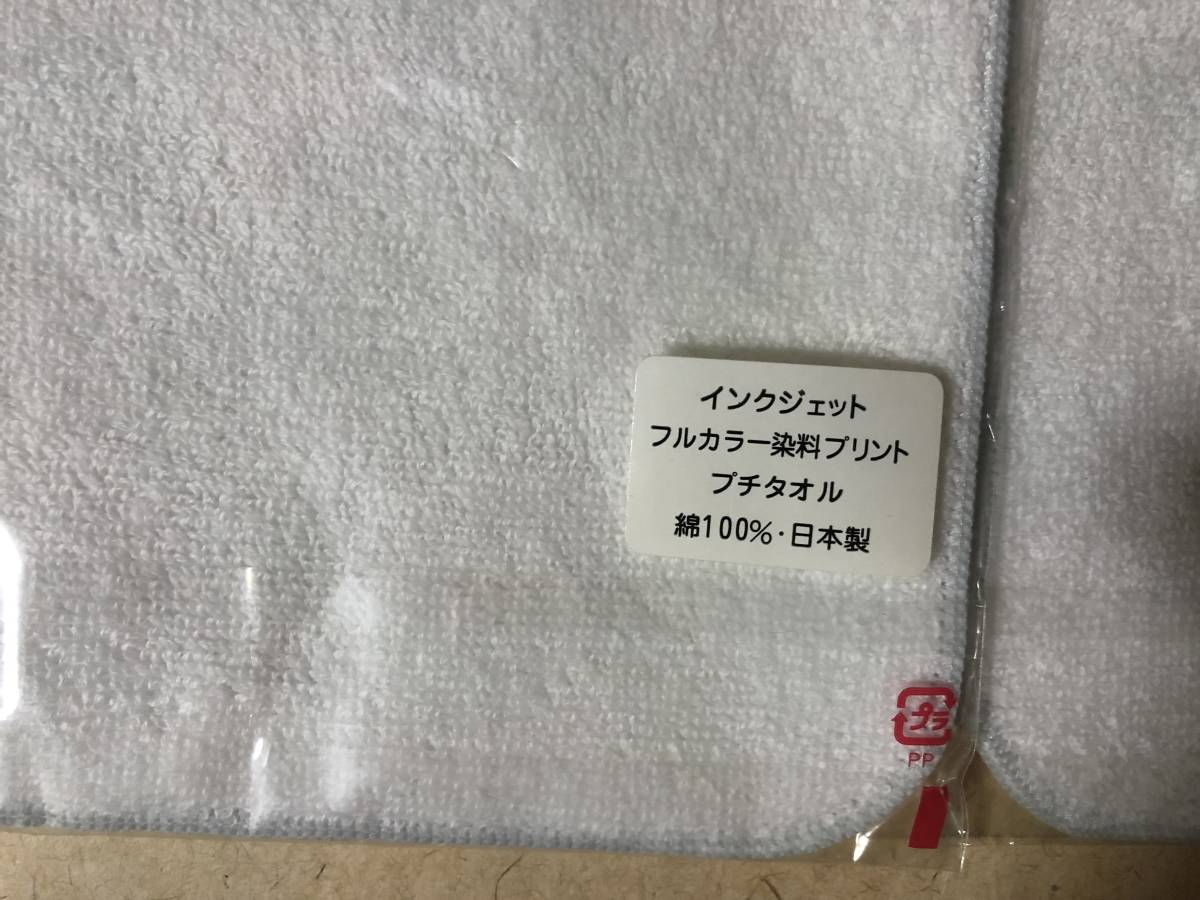 インクジェット
フルカラー染料プリント
プチタオル
綿100%・日本製
プラ
PP